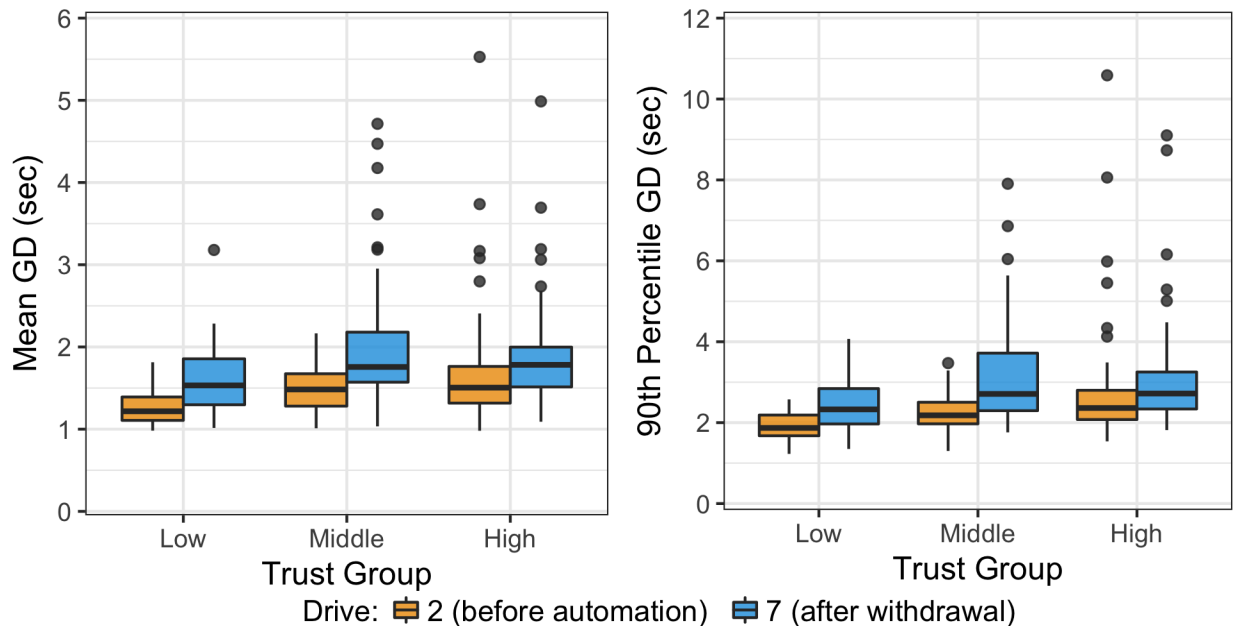 Mean GD (sec)
6
5
4
3
2
1
0
Low Middle High
Trust Group
90th Percentile GD (sec)
12
10
8
6
4
2
0
Low Middle High
Trust Group
Drive: 2 (before automation) 7 (after withdrawal)